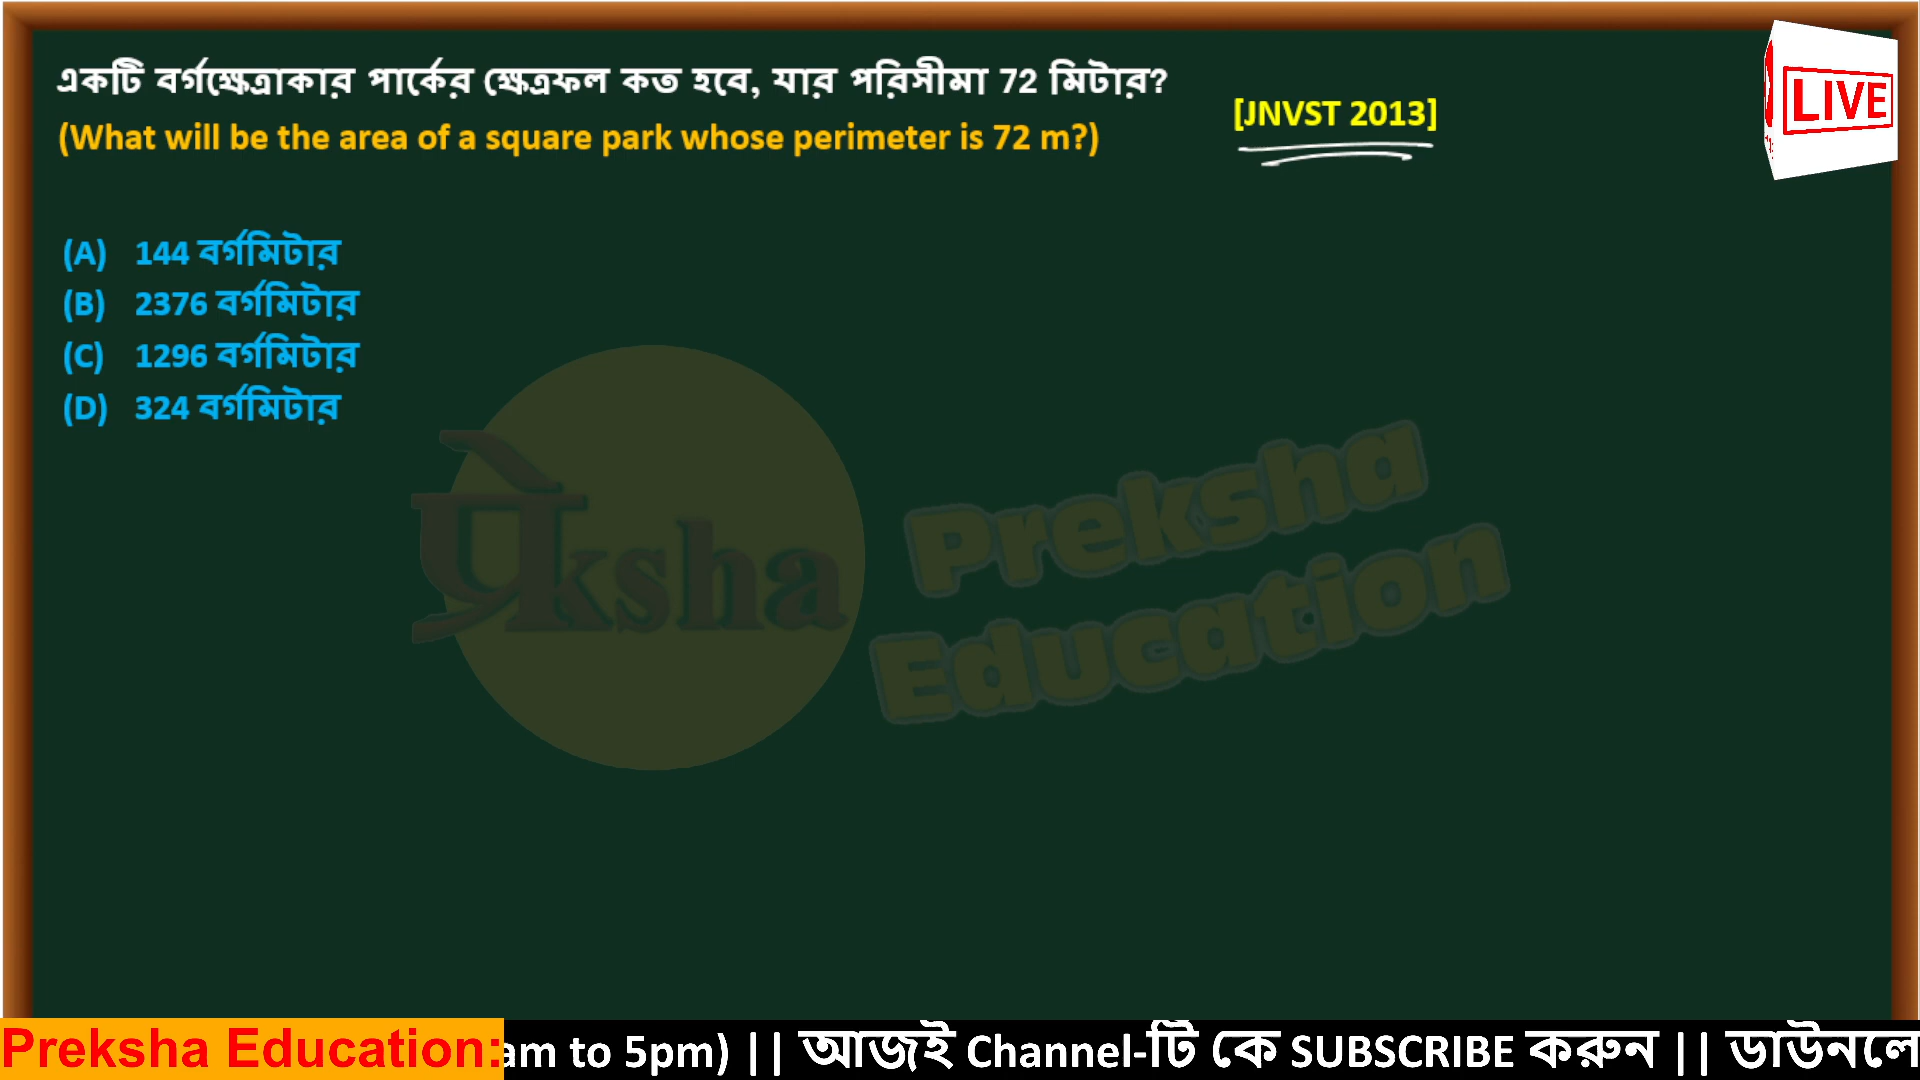 একটি বর্গক্ষেত্রাকার পার্কের ক্ষেত্রফল কত হবে, যার পরিসীমা 72 মিটার?
(What will be the area of a square park whose perimeter is 72 m?)
[JNVST 2013]
LIVE
(A) 144 বর্গমিটার
(B) 2376 বর্গমিটার
(C) 1296 বর্গমিটার
(D) 324 বর্গমিটার
प्रेksha
Preksha
Education
Preksha Education: am to 5pm) || আজই Channel-টি কে SUBSCRIBE করুন || ডাউনলে